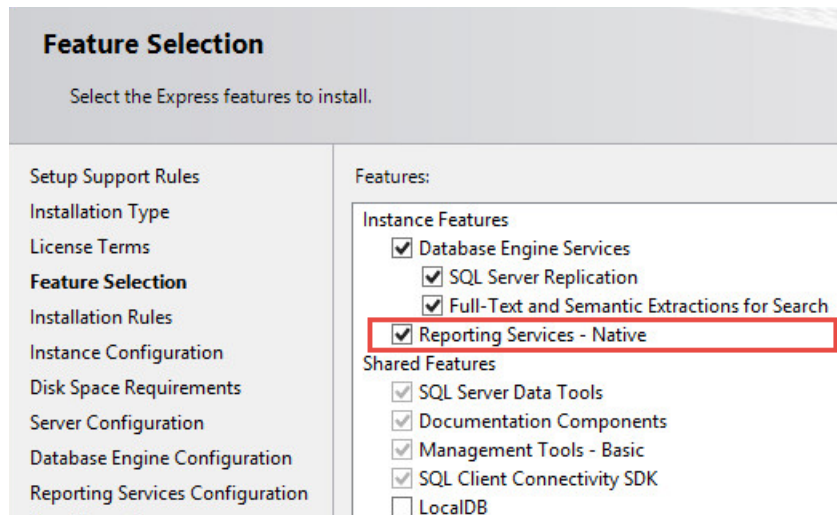 Feature Selection
Select the Express features to install.
Setup Support Rules
Installation Type
License Terms
Feature Selection
Installation Rules
Instance Configuration
Disk Space Requirements
Server Configuration
Database Engine Configuration
Reporting Services Configuration
Features:
Instance Features
Database Engine Services
SQL Server Replication
Full-Text and Semantic Extractions for Search
Reporting Services - Native
Shared Features
SQL Server Data Tools
Documentation Components
Management Tools - Basic
SQL Client Connectivity SDK
LocalDB